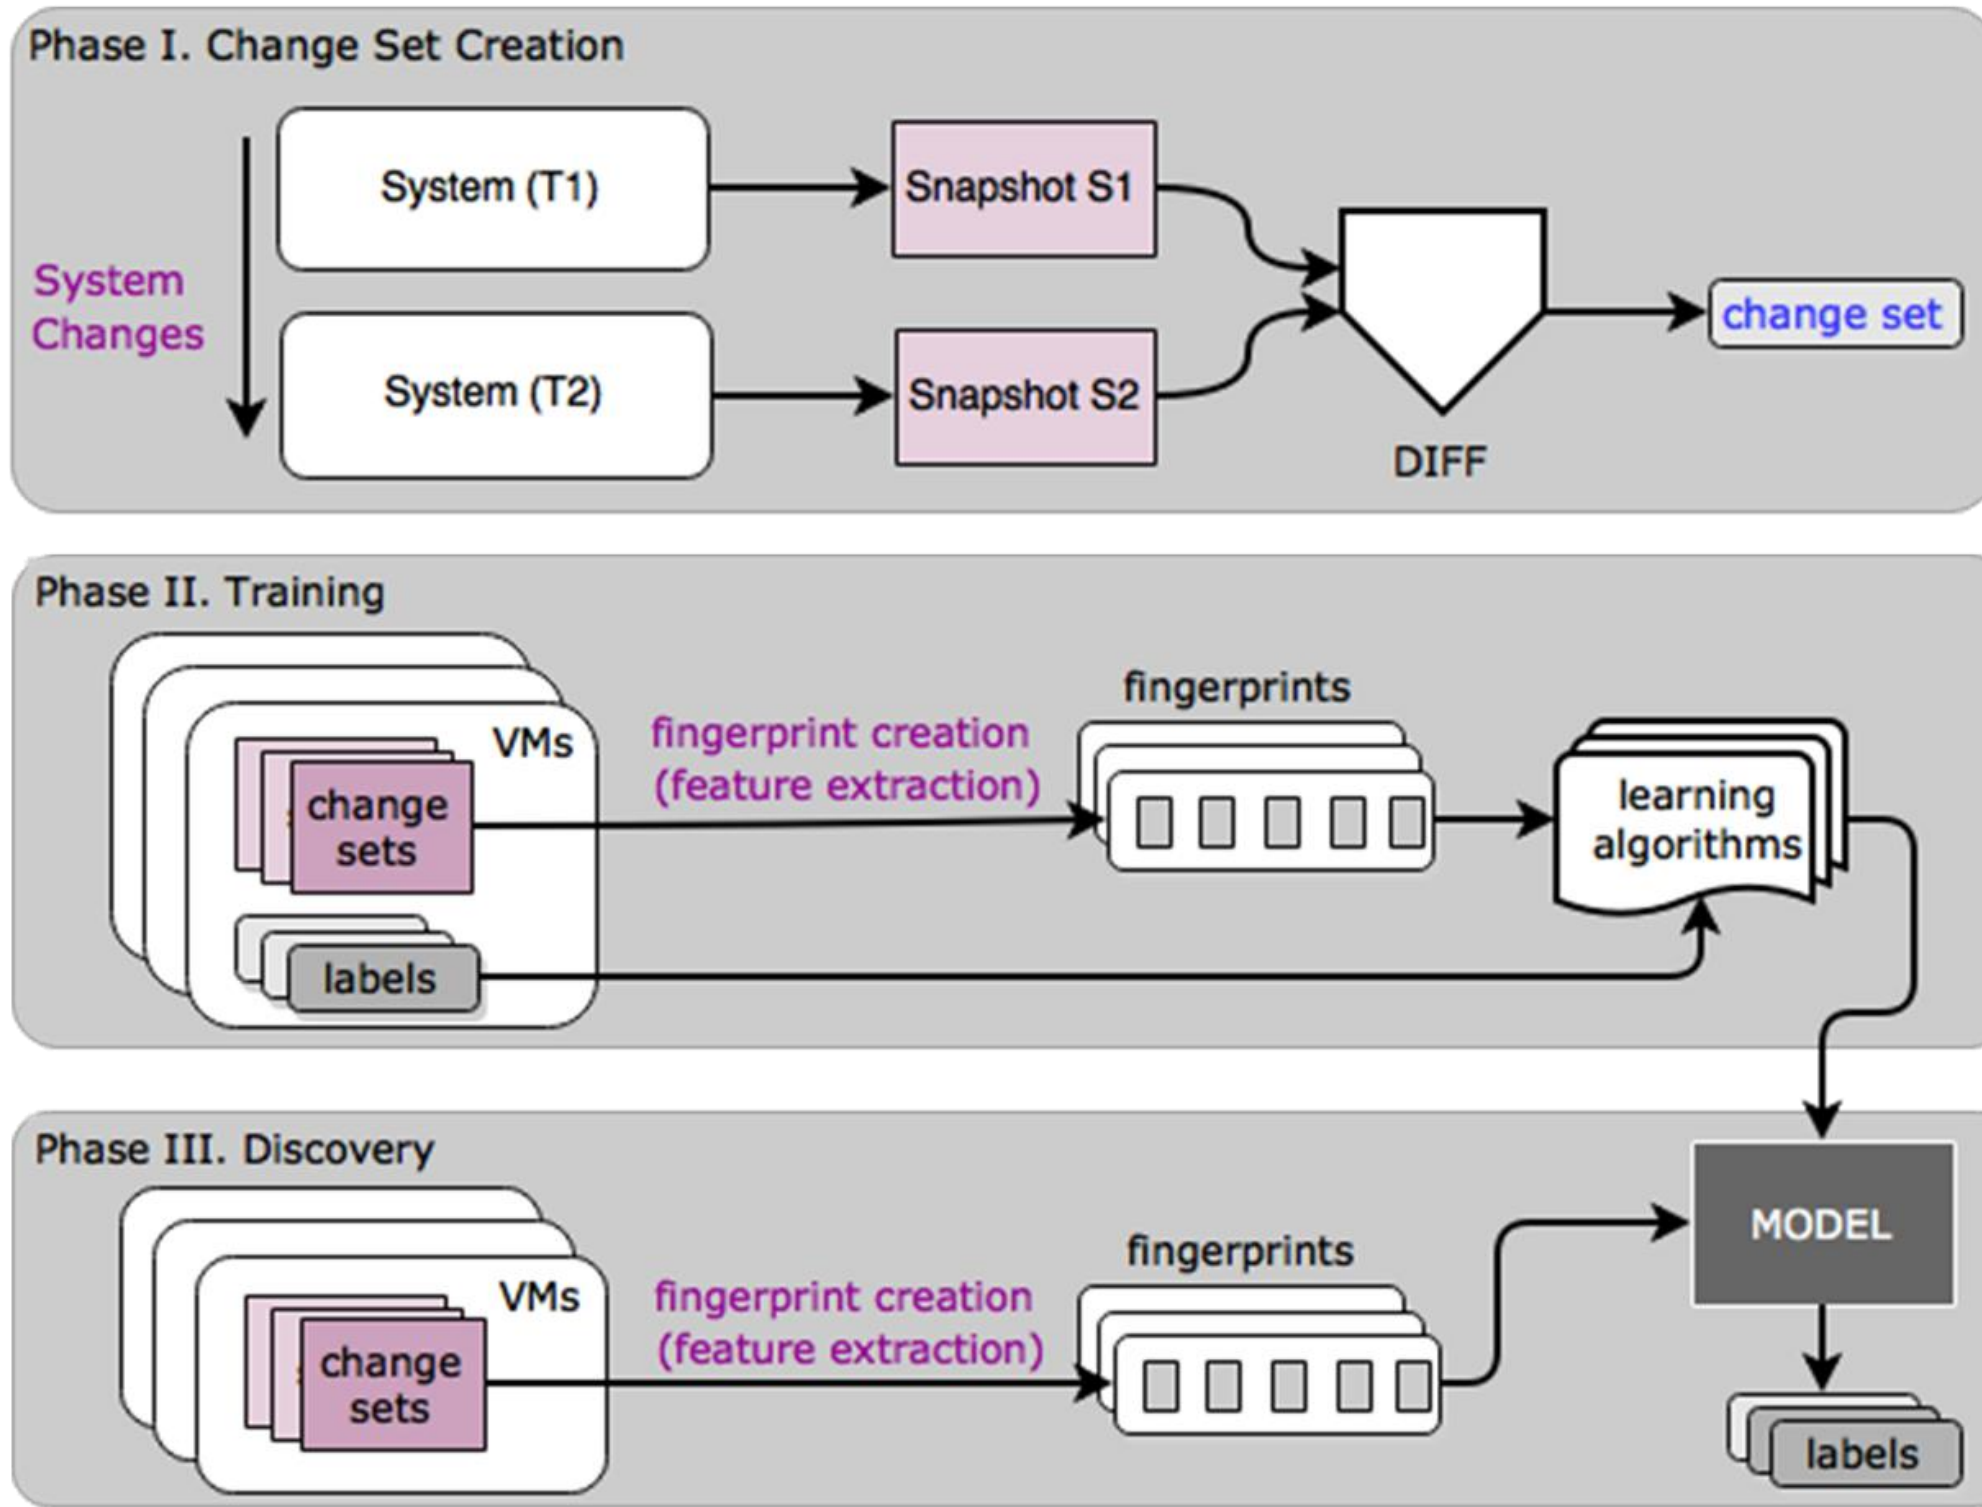 Phase I. Change Set Creation
System (T1)
Snapshot S1
System
Changes
change set
System (T2)
Snapshot S2
DIFF
Phase II. Training
fingerprints
VMs
fingerprint creation
(feature extraction)
change
sets
learning
algorithms
labels
Phase III. Discovery
MODEL
fingerprints
VMs
fingerprint creation
(feature extraction)
change
sets
labels